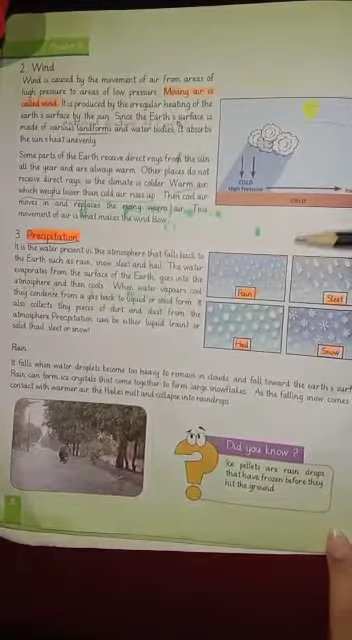 2. Wind
Wind is caused by the movement of air from areas of
high pressure to areas of low pressure. Moving air is
called wind. It is produced by the irregular heating of the
earth's surface by the sun. Since the Earth's surface is
made of various landforms and water bodies, it absorbs
the sun's heat unevenly.
Some parts of the Earth receive direct rays from the sun
all the year and are always warm. Other places do not
receive direct rays, so the climate is colder. Warm air,
which weighs lesser than cold air rises up. Then cool air
moves in and replaces the rising warm air. This
movement of air is what makes the wind blow.
COLD
High Pressure
COLD
3. Precipitation
It is the water present in the atmosphere that falls back to
the Earth such as rain, snow, sleet and hail. The water
evaporates from the surface of the Earth, goes into the
atmosphere and then cools. When water vapours cool
they condense from a gas back to liquid or solid form. It
also collects tiny pieces of dirt and dust from the
atmosphere. Precipitation can be either liquid (rain) or
solid (hail, sleet or snow).
Rain
Sleet
Hail
Snow
Rain
It falls when water droplets become too heavy to remain in clouds and fall toward the earth's surf
Rain can form ice crystals that come together to form large snowflakes. As the falling snow comes
contact with warmer air, the flakes melt and collapse into raindrops.
Did you know?
Ice pellets are rain drops
that have frozen before they
hit the ground